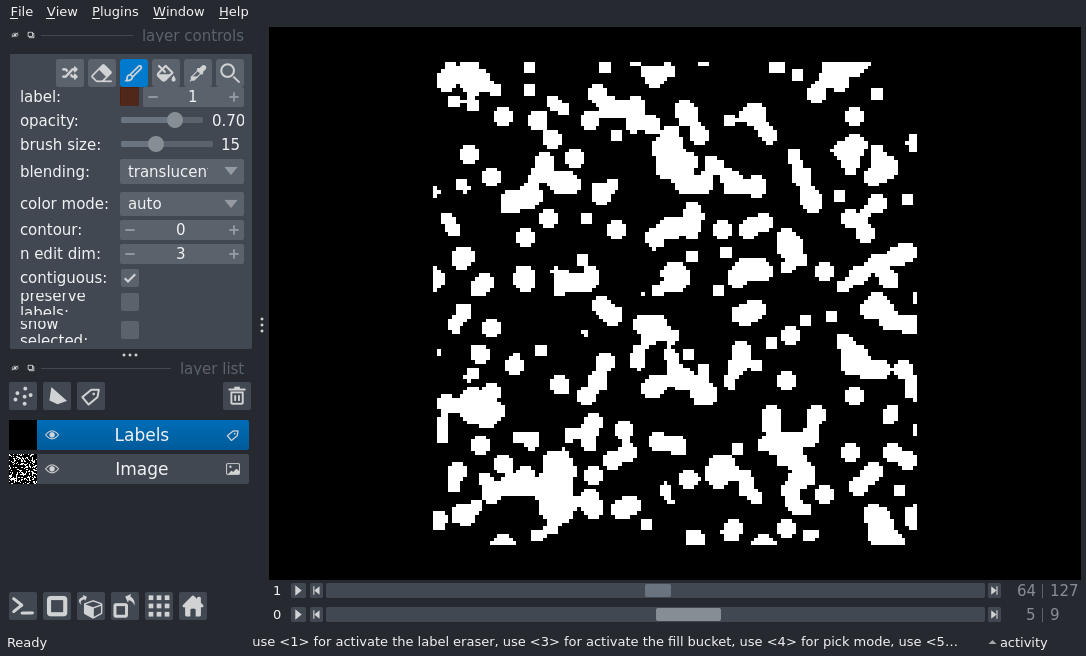 File View Plugins Window Help
layer controls
label: 1
opacity: 0.70
brush size: 15
blending: translucen
color mode: auto
contour: 0
n edit dim: 3
contiguous:
preserve
labels:
show
selected:
layer list
Labels
Image
1 64 | 127
0 5 | 9
Ready use <1> for activate the label eraser, use <3> for activate the fill bucket, use <4> for pick mode, use <5... activity